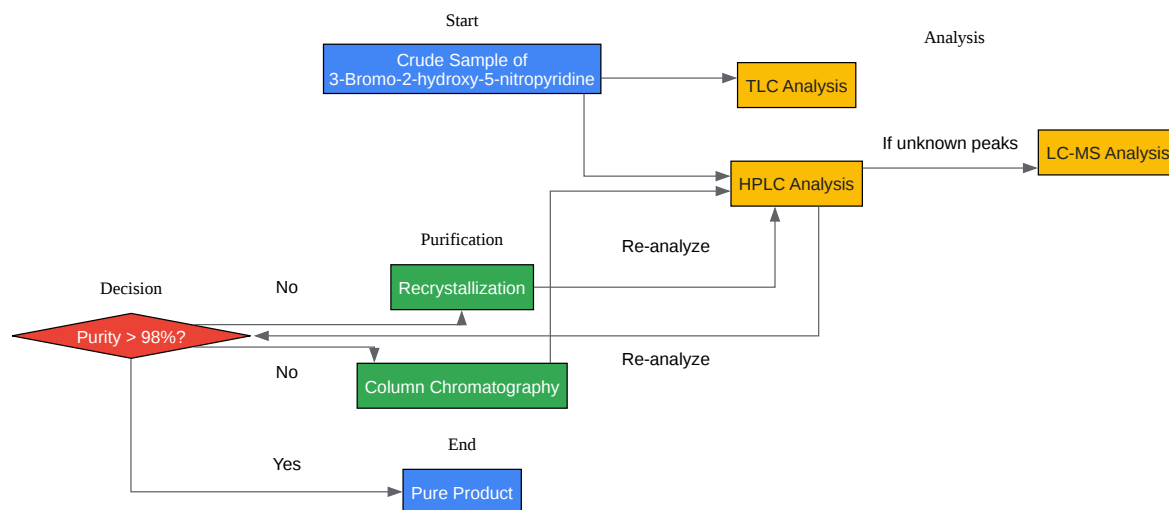 Start
Analysis
Crude Sample of
3-Bromo-2-hydroxy-5-nitropyridine
TLC Analysis
If unknown peaks
LC-MS Analysis
HPLC Analysis
Purification
Re-analyze
Decision
No
Recrystallization
Purity > 98%?
Re-analyze
No
Column Chromatography
End
Yes
Pure Product